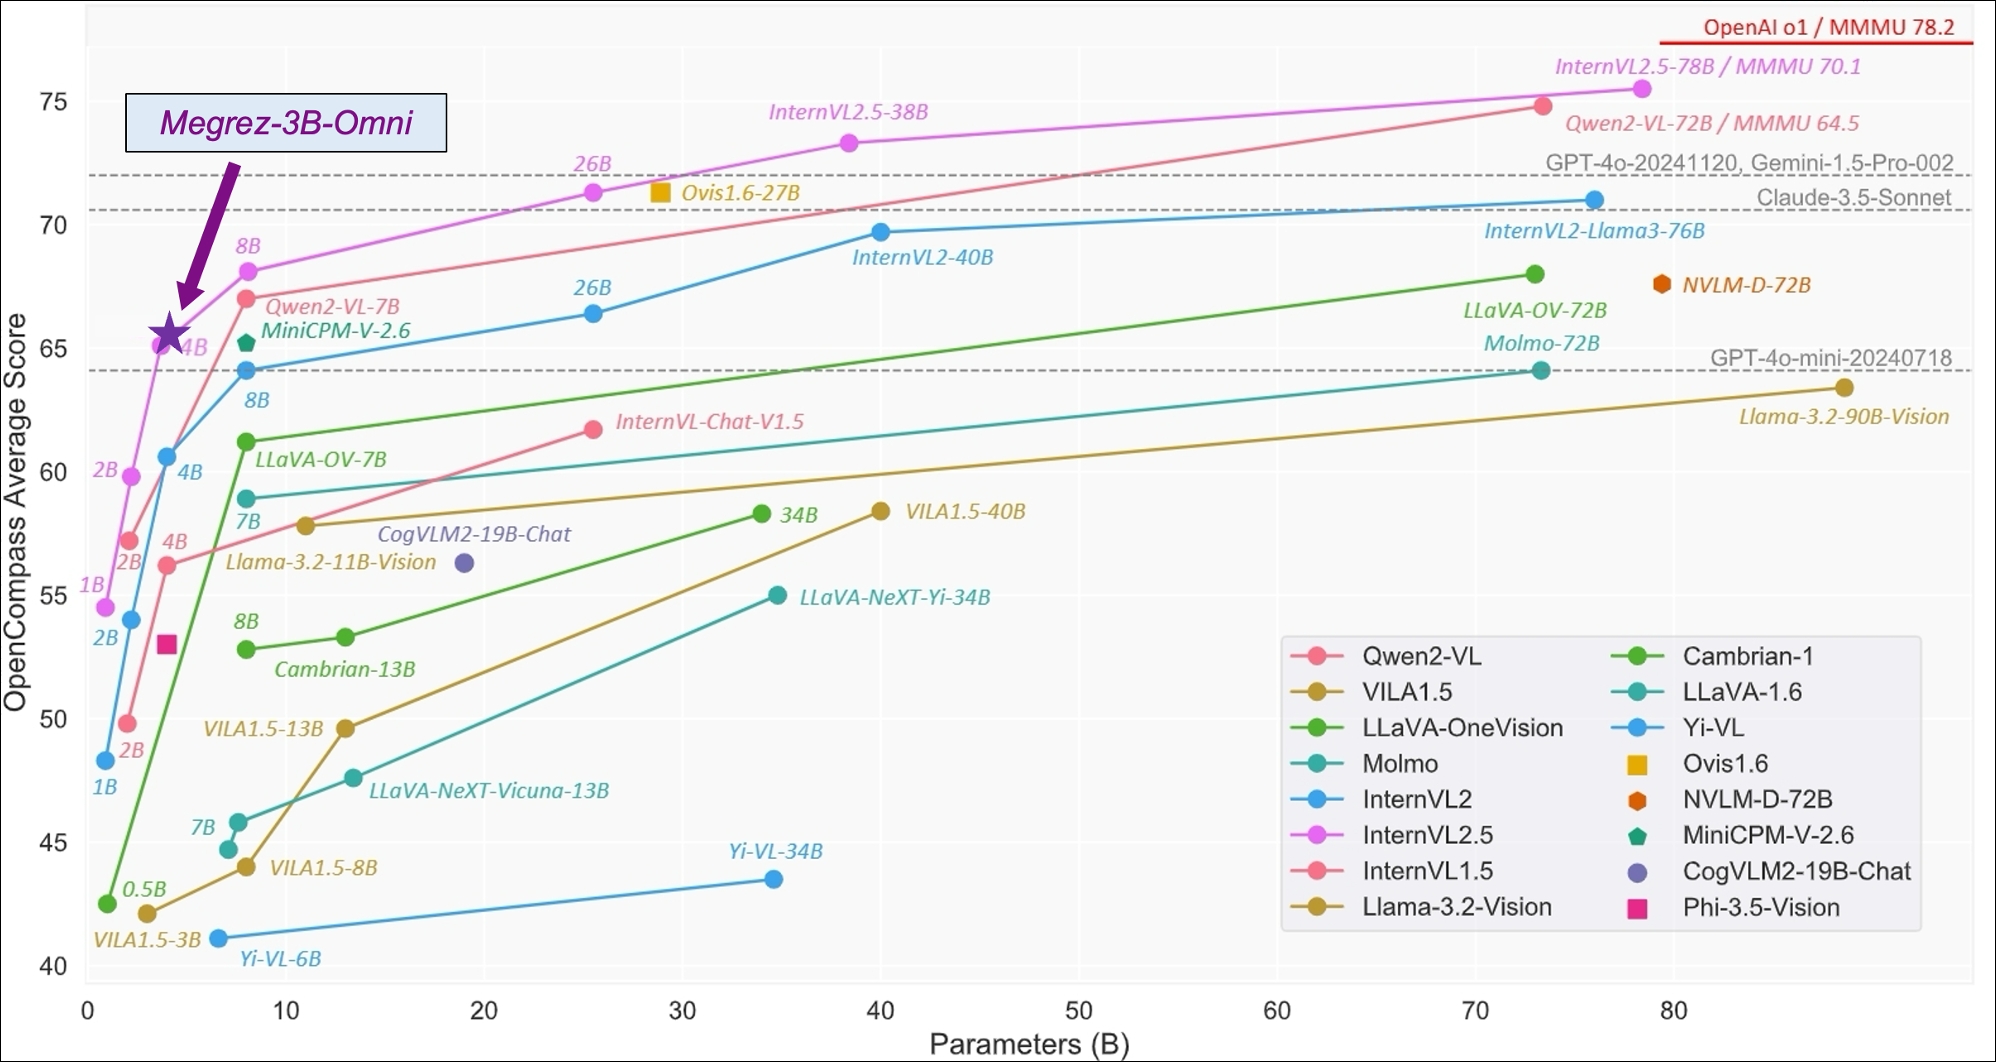 OpenAI o1 / MMMU 78.2
InternVL2.5-78B / MMMU 70.1
75
Megrez-3B-Omni
InternVL2.5-38B
Qwen2-VL-72B / MMMU 64.5
26B
GPT-4o-20241120, Gemini-1.5-Pro-002
Ovis1.6-27B
Claude-3.5-Sonnet
70
InternVL2-Llama3-76B
8B
InternVL2-40B
26B
NVLM-D-72B
Qwen2-VL-7B
LLaVA-OV-72B
MiniCPM-V-2.6
65
4B
Molmo-72B
GPT-4o-mini-20240718
8B
Llama-3.2-90B-Vision
InternVL-Chat-V1.5
LLaVA-OV-7B
60
2B
4B
7B
34B
VILA1.5-40B
4B
CogVLM2-19B-Chat
2B
Llama-3.2-11B-Vision
1B
55
LLaVA-NeXT-Yi-34B
8B
2B
Cambrian-13B
50
VILA1.5-13B
2B
1B
LLaVA-NeXT-Vicuna-13B
7B
45
Yi-VL-34B
VILA1.5-8B
0.5B
VILA1.5-3B
Yi-VL-6B
40
OpenCompass Average Score
Qwen2-VL
VILA1.5
LLaVA-OneVision
Molmo
InternVL2
InternVL2.5
InternVL1.5
Llama-3.2-Vision
Cambrian-1
LLaVA-1.6
Yi-VL
Ovis1.6
NVLM-D-72B
MiniCPM-V-2.6
CogVLM2-19B-Chat
Phi-3.5-Vision
0 10 20 30 40 50 60 70 80
Parameters (B)